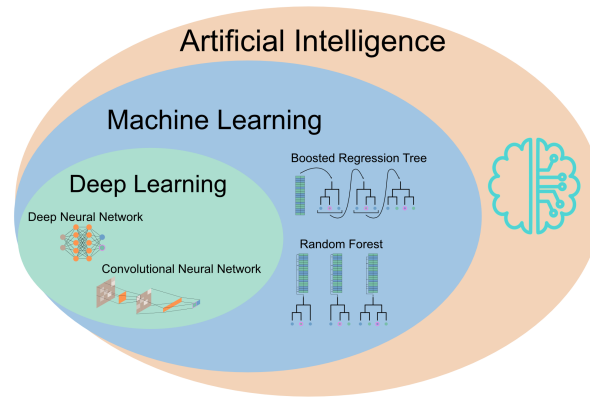 Artificial Intelligence
Machine Learning
Boosted Regression Tree
Deep Learning
Deep Neural Network
Random Forest
Convolutional Neural Network